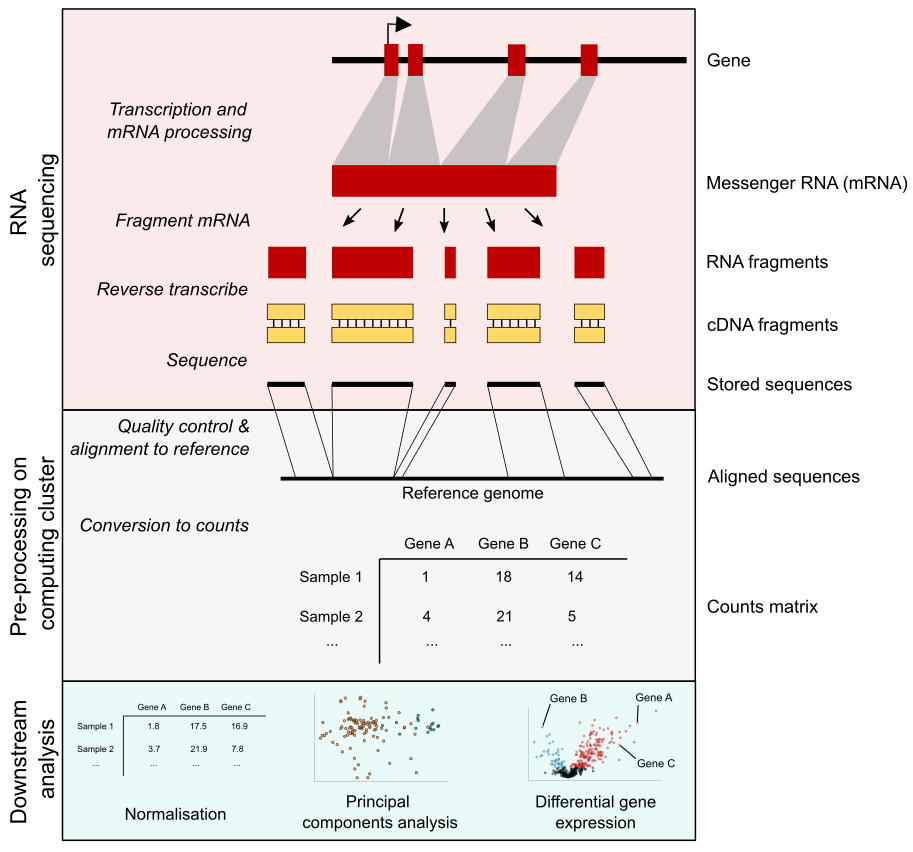 RNA
sequencing
Gene
Transcription and
mRNA processing
Messenger RNA (mRNA)
Fragment mRNA
RNA fragments
Reverse transcribe
cDNA fragments
Sequence
Stored sequences
Pre-processing on
computing cluster
Quality control &
alignment to reference
Aligned sequences
Reference genome
Conversion to counts
Gene A Gene B Gene C
Sample 1 1 18 14
Sample 2 4 21 5
... ... ... ...
Counts matrix
Downstream
analysis
Gene A Gene B Gene C
Sample 1 1.8 17.5 16.9
Sample 2 3.7 21.9 7.8
... ... ... ...
Normalisation
Principal
components analysis
Gene B
Gene A
Gene C
Differential gene
expression